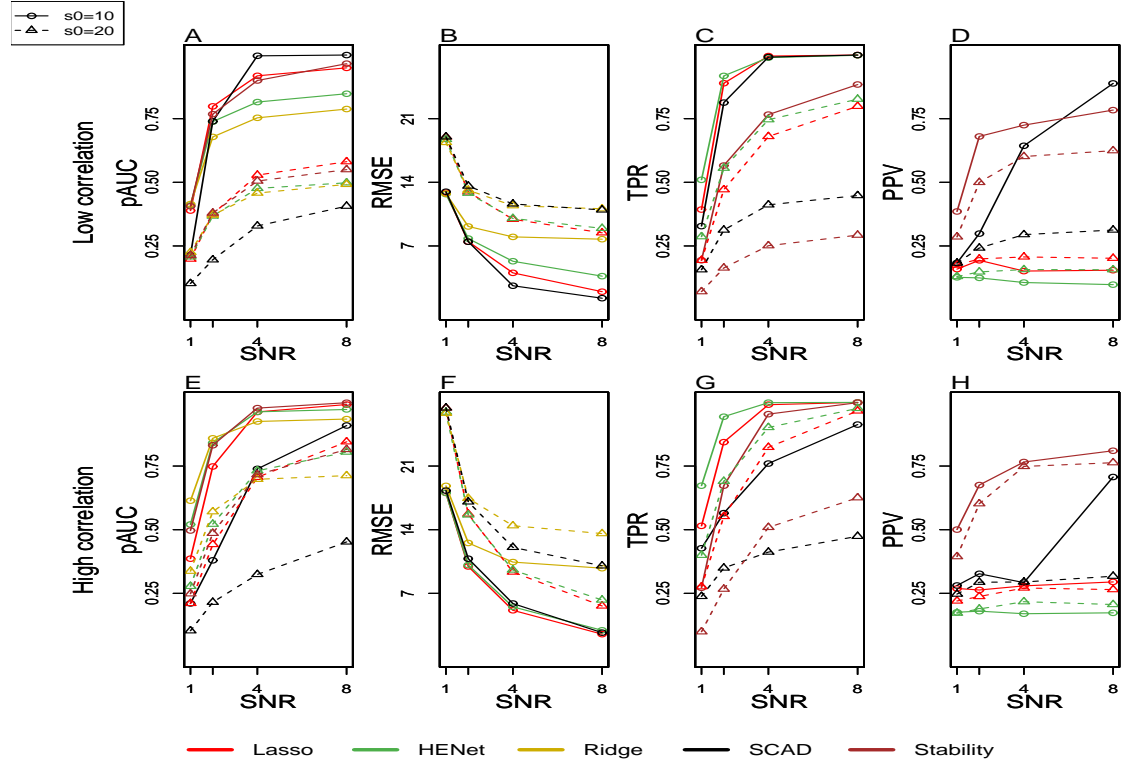 s0=10
s0=20
A
B
C
D
Low correlation
pAUC
0.25 0.50 0.75
RMSE
7 14 21
TPR
0.25 0.50 0.75
PPV
0.25 0.50 0.75
1 4 8
1 4 8
1 4 8
1 4 8
SNR
SNR
SNR
SNR
E
F
G
H
High correlation
pAUC
0.25 0.50 0.75
RMSE
7 14 21
TPR
0.25 0.50 0.75
PPV
0.25 0.50 0.75
1 4 8
1 4 8
1 4 8
1 4 8
SNR
SNR
SNR
SNR
Lasso HENet Ridge SCAD Stability